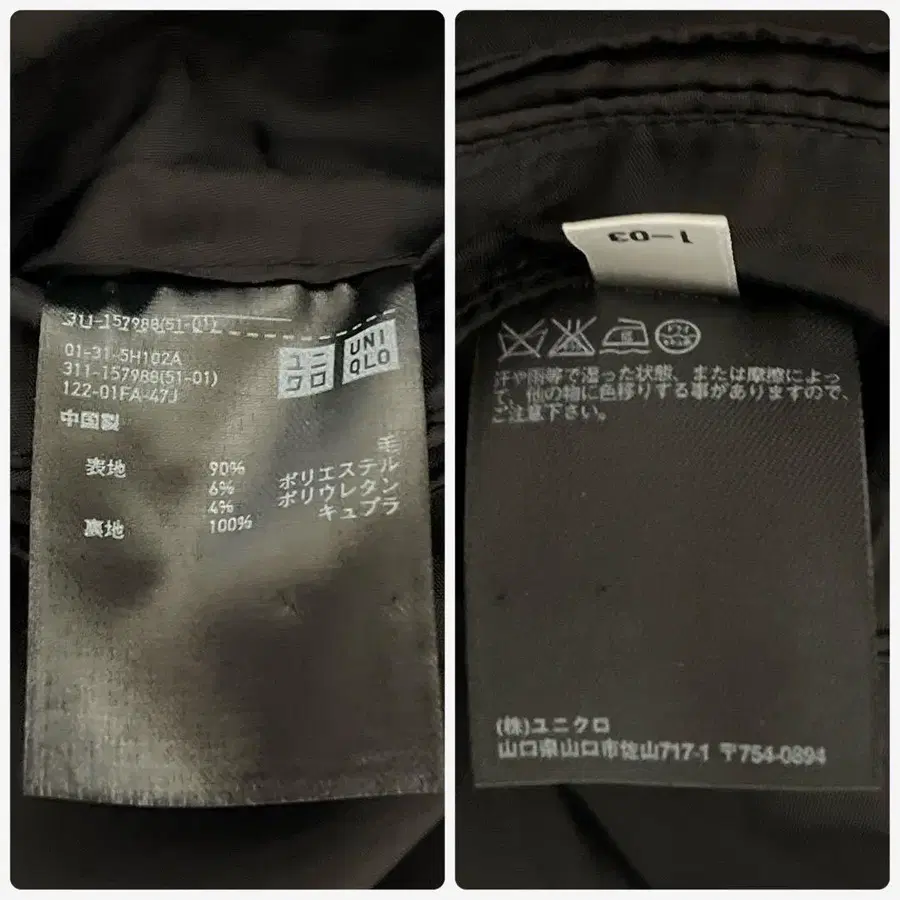 311-157988(51-01)
ユニ
クロ
UNI
QLO
01-31-5H102A
311-157988(51-01)
122-01FA-47J
中国製
表地 90% 毛
6% ポリエステル
4% ポリウレタン
裏地 100% キュプラ
1-03
ドライ
汗や雨等で湿った状態、または摩擦によっ
て、他の物に色移りする事がありますので、
ご注意下さい。
(株)ユニクロ
山口県山口市佐山717-1 〒754-0894